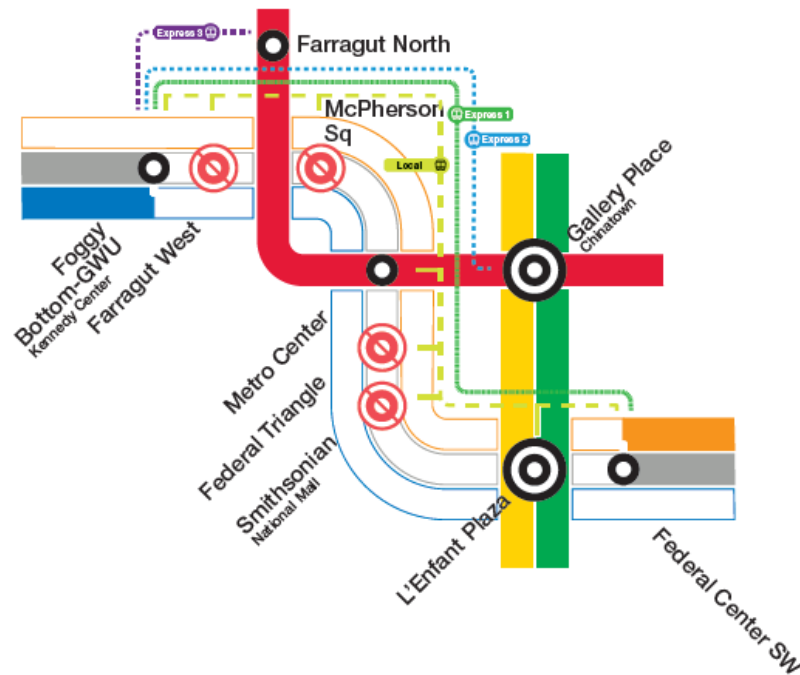 Express 3
Farragut North
McPherson
Sq
Express 1
Express 2
Local
Gallery Place
Chinatown
Foggy
Bottom-GWU
Kennedy Center
Farragut West
Metro Center
Federal Triangle
Smithsonian
National Mall
L'Enfant Plaza
Federal Center SW